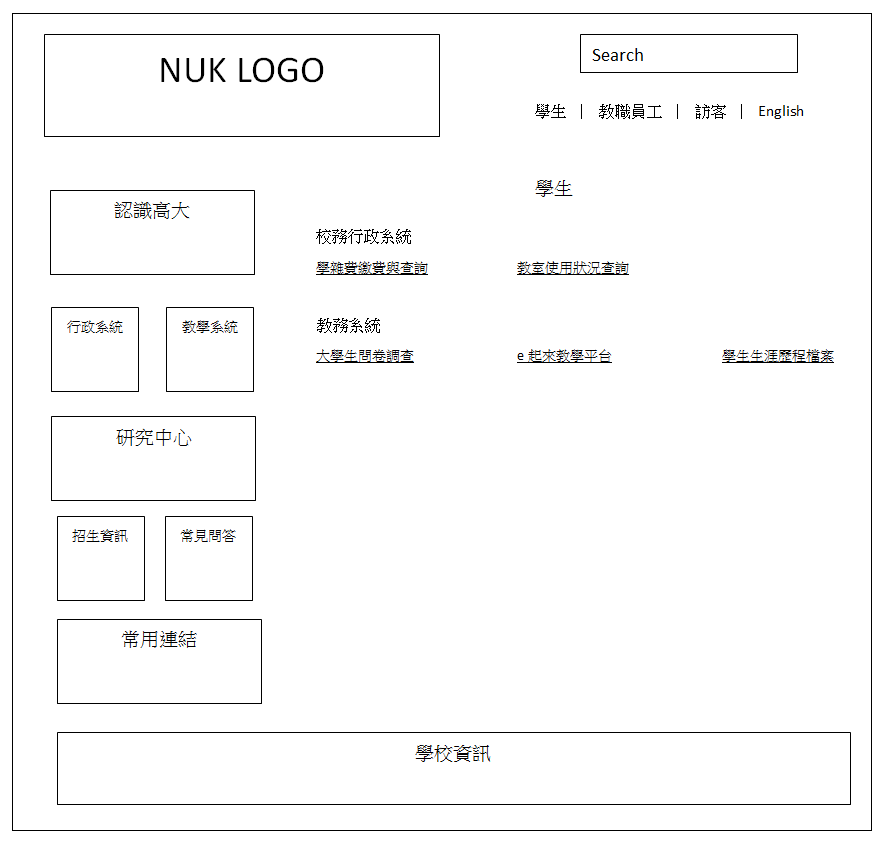 NUK LOGO
Search
學生 | 教職員工 | 訪客 | English
認識高大
行政系統
教學系統
研究中心
招生資訊
常見問答
常用連結
學生
校務行政系統
學雜費繳費與查詢
教室使用狀況查詢
教務系統
大學生問卷調查
e 起來教學平台
學生生涯歷程檔案
學校資訊